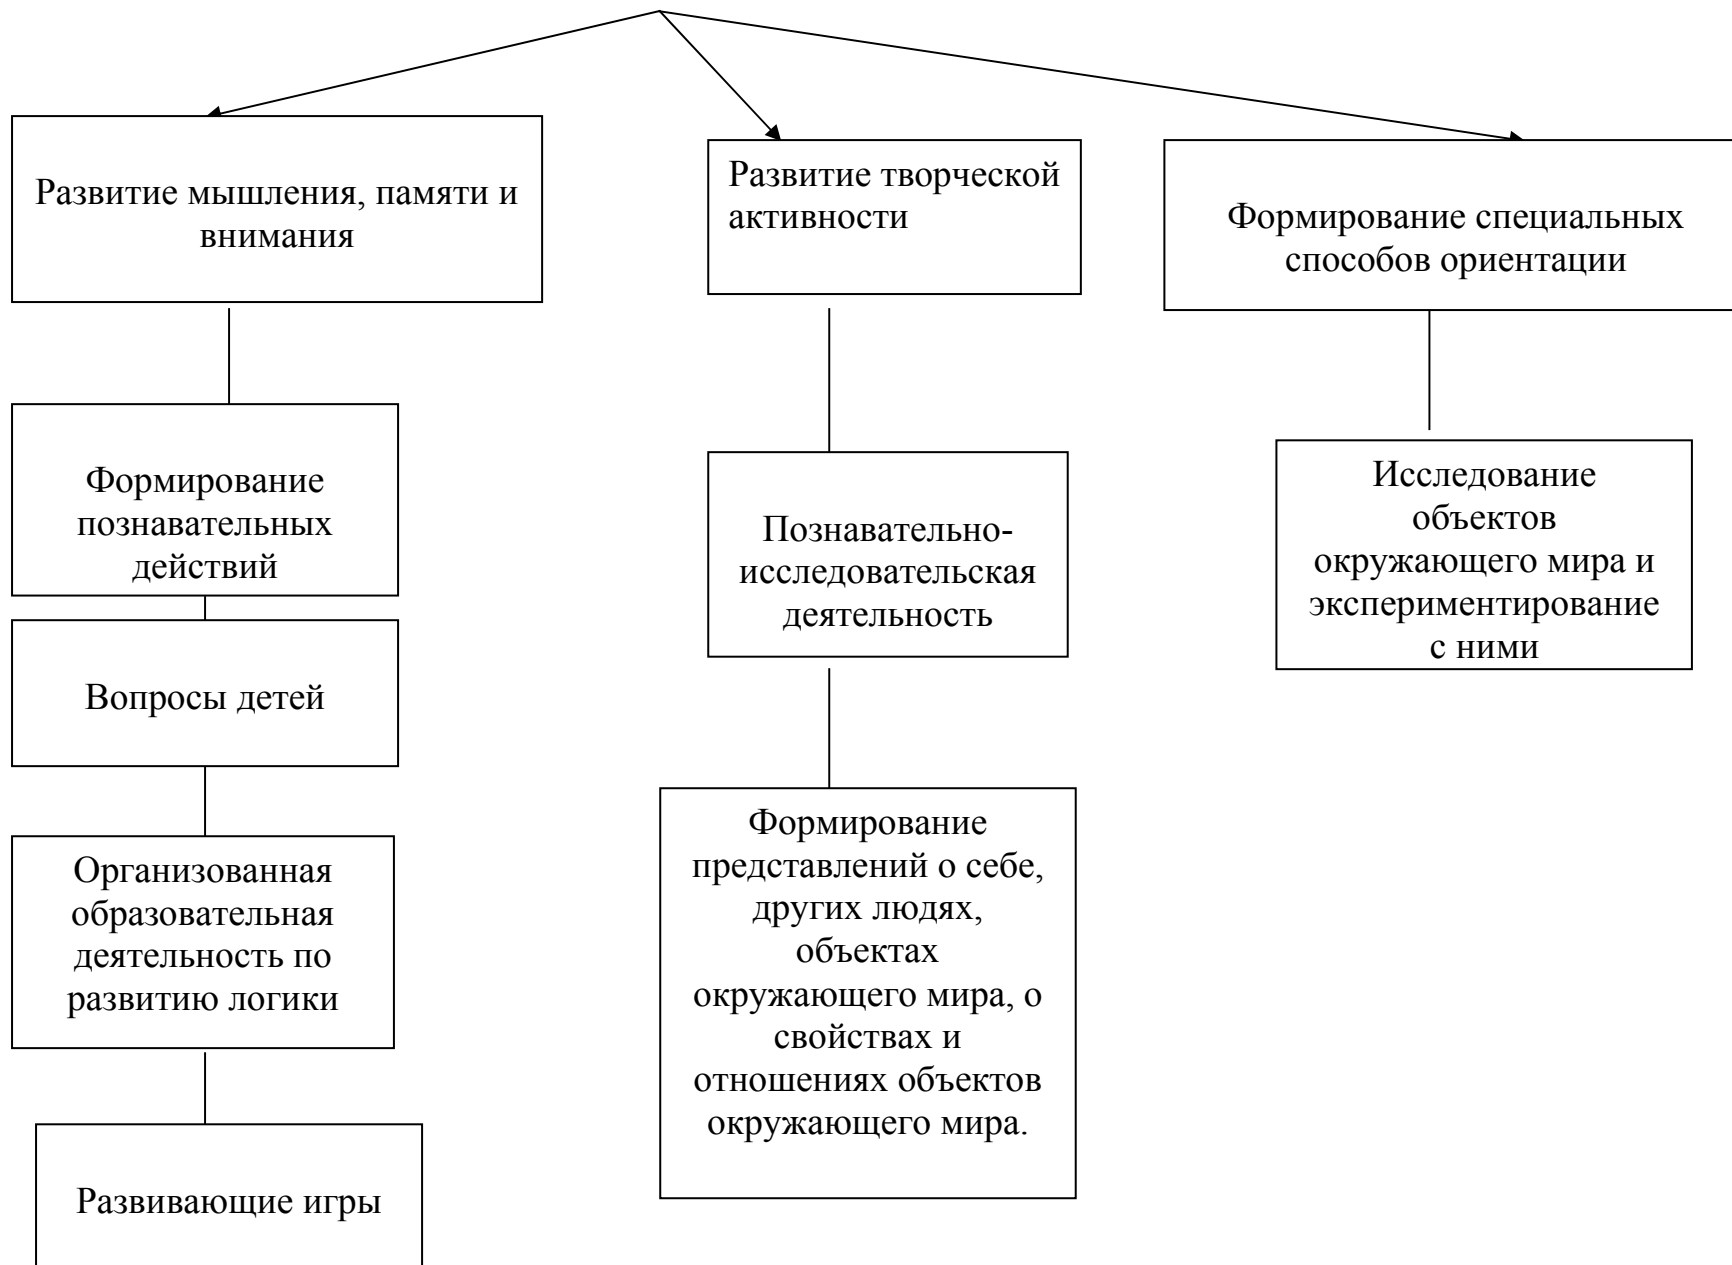 Развитие мышления, памяти и
внимания
Развитие творческой
активности
Формирование специальных
способов ориентации
Формирование
познавательных
действий
Познавательно-
исследовательская
деятельность
Исследование
объектов
окружающего мира и
экспериментирование
с ними
Вопросы детей
Организованная
образовательная
деятельность по
развитию логики
Формирование
представлений о себе,
других людях,
объектах
окружающего мира, о
свойствах и
отношениях объектов
окружающего мира.
Развивающие игры